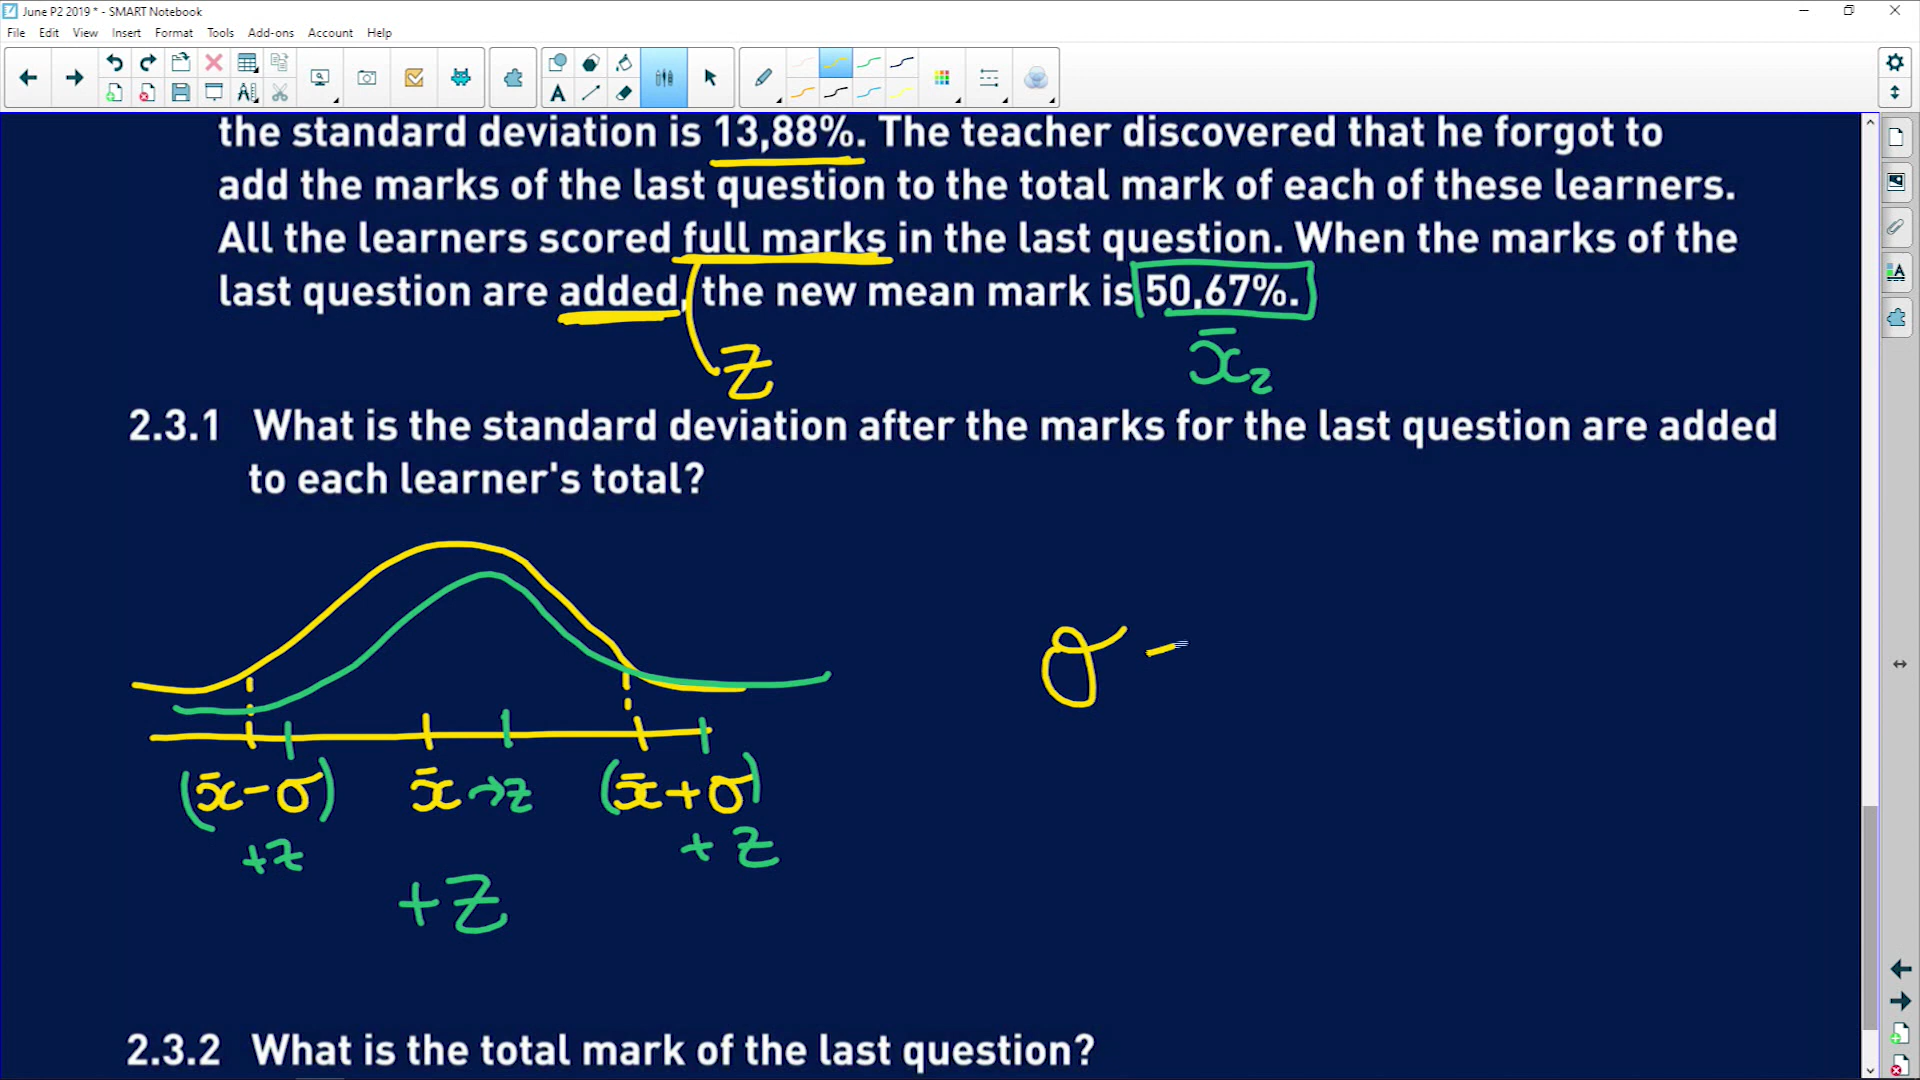 June P2 2019 * - SMART Notebook
File Edit View Insert Format Tools Add-ons Account Help
the standard deviation is 13,88%. The teacher discovered that he forgot to
add the marks of the last question to the total mark of each of these learners.
All the learners scored full marks in the last question. When the marks of the
last question are added, the new mean mark is 50,67%.
z x̄₂
2.3.1 What is the standard deviation after the marks for the last question are added
to each learner's total?
σ -
(x̄-σ) x̄→z (x̄+σ)
+z +z
+z
2.3.2 What is the total mark of the last question?